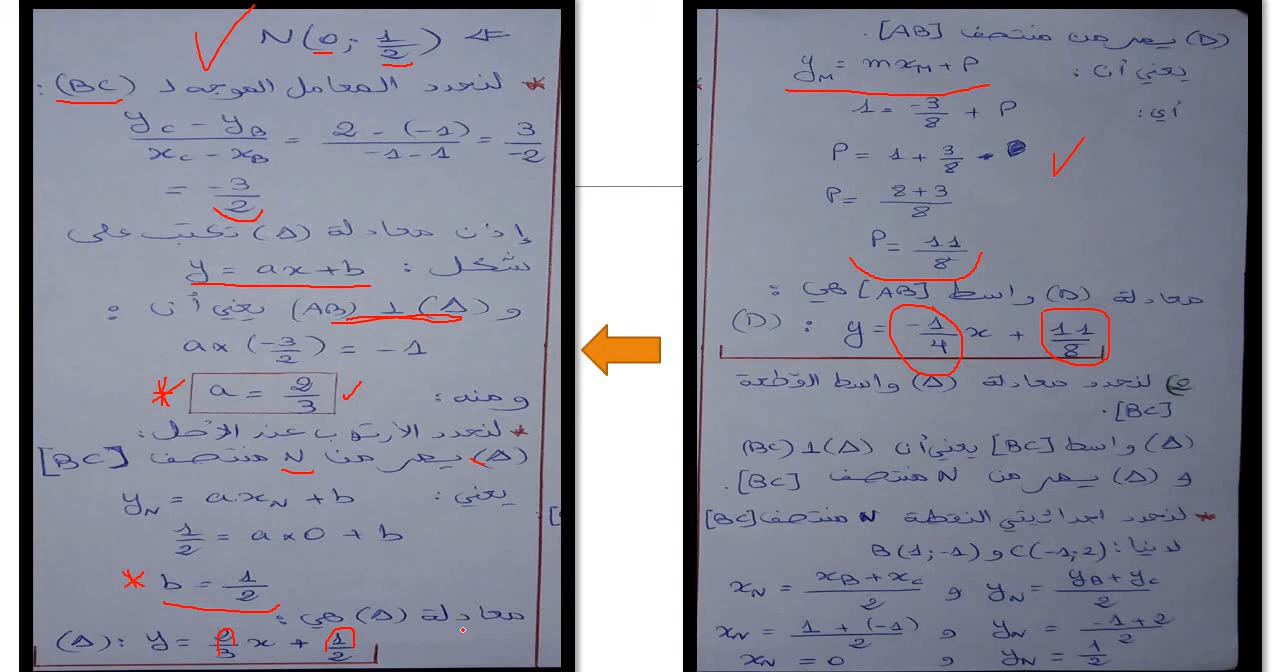 (D) يمر من منتصف [AB].
يعني أن: y_M = mx_M + P
أي: 1 = -3/8 + P
P = 1 + 3/8
P = (8+3)/8
P = 11/8
معادلة (D) واسط [AB] هي:
(D): y = -1/4 x + 11/8
لنحدد معادلة (Δ) واسط القطعة
[BC].
(Δ) واسط [BC] يعني أن (Δ) ⊥ (BC)
و (Δ) يمر من N منتصف [BC].
* لنحدد احداثيتي النقطة N منتصف [BC]
لدينا: B(1;-1) و C(-1;2)
x_N = (x_B + x_C)/2 و y_N = (y_B + y_C)/2
x_N = (1 + (-1))/2 و y_N = (-1+2)/2
x_N = 0 و y_N = 1/2
⇐ N(0; 1/2)
* لنحدد المعامل الموجه ل (BC):
(y_C - y_B)/(x_C - x_B) = (2 - (-1))/(-1-1) = 3/-2
= -3/2
إذن معادلة (Δ) تكتب على
شكل: y = ax + b
و (Δ) ⊥ (AB) يعني أن:
a × (-3/2) = -1
ومنه: a = 2/3 *
* لنحدد الأرتوب عند الأصل:
(Δ) يمر من N منتصف [BC]
يعني: y_N = ax_N + b
1/2 = a × 0 + b
* b = 1/2
معادلة (Δ) هي:
(Δ): y = 2/3 x + 1/2